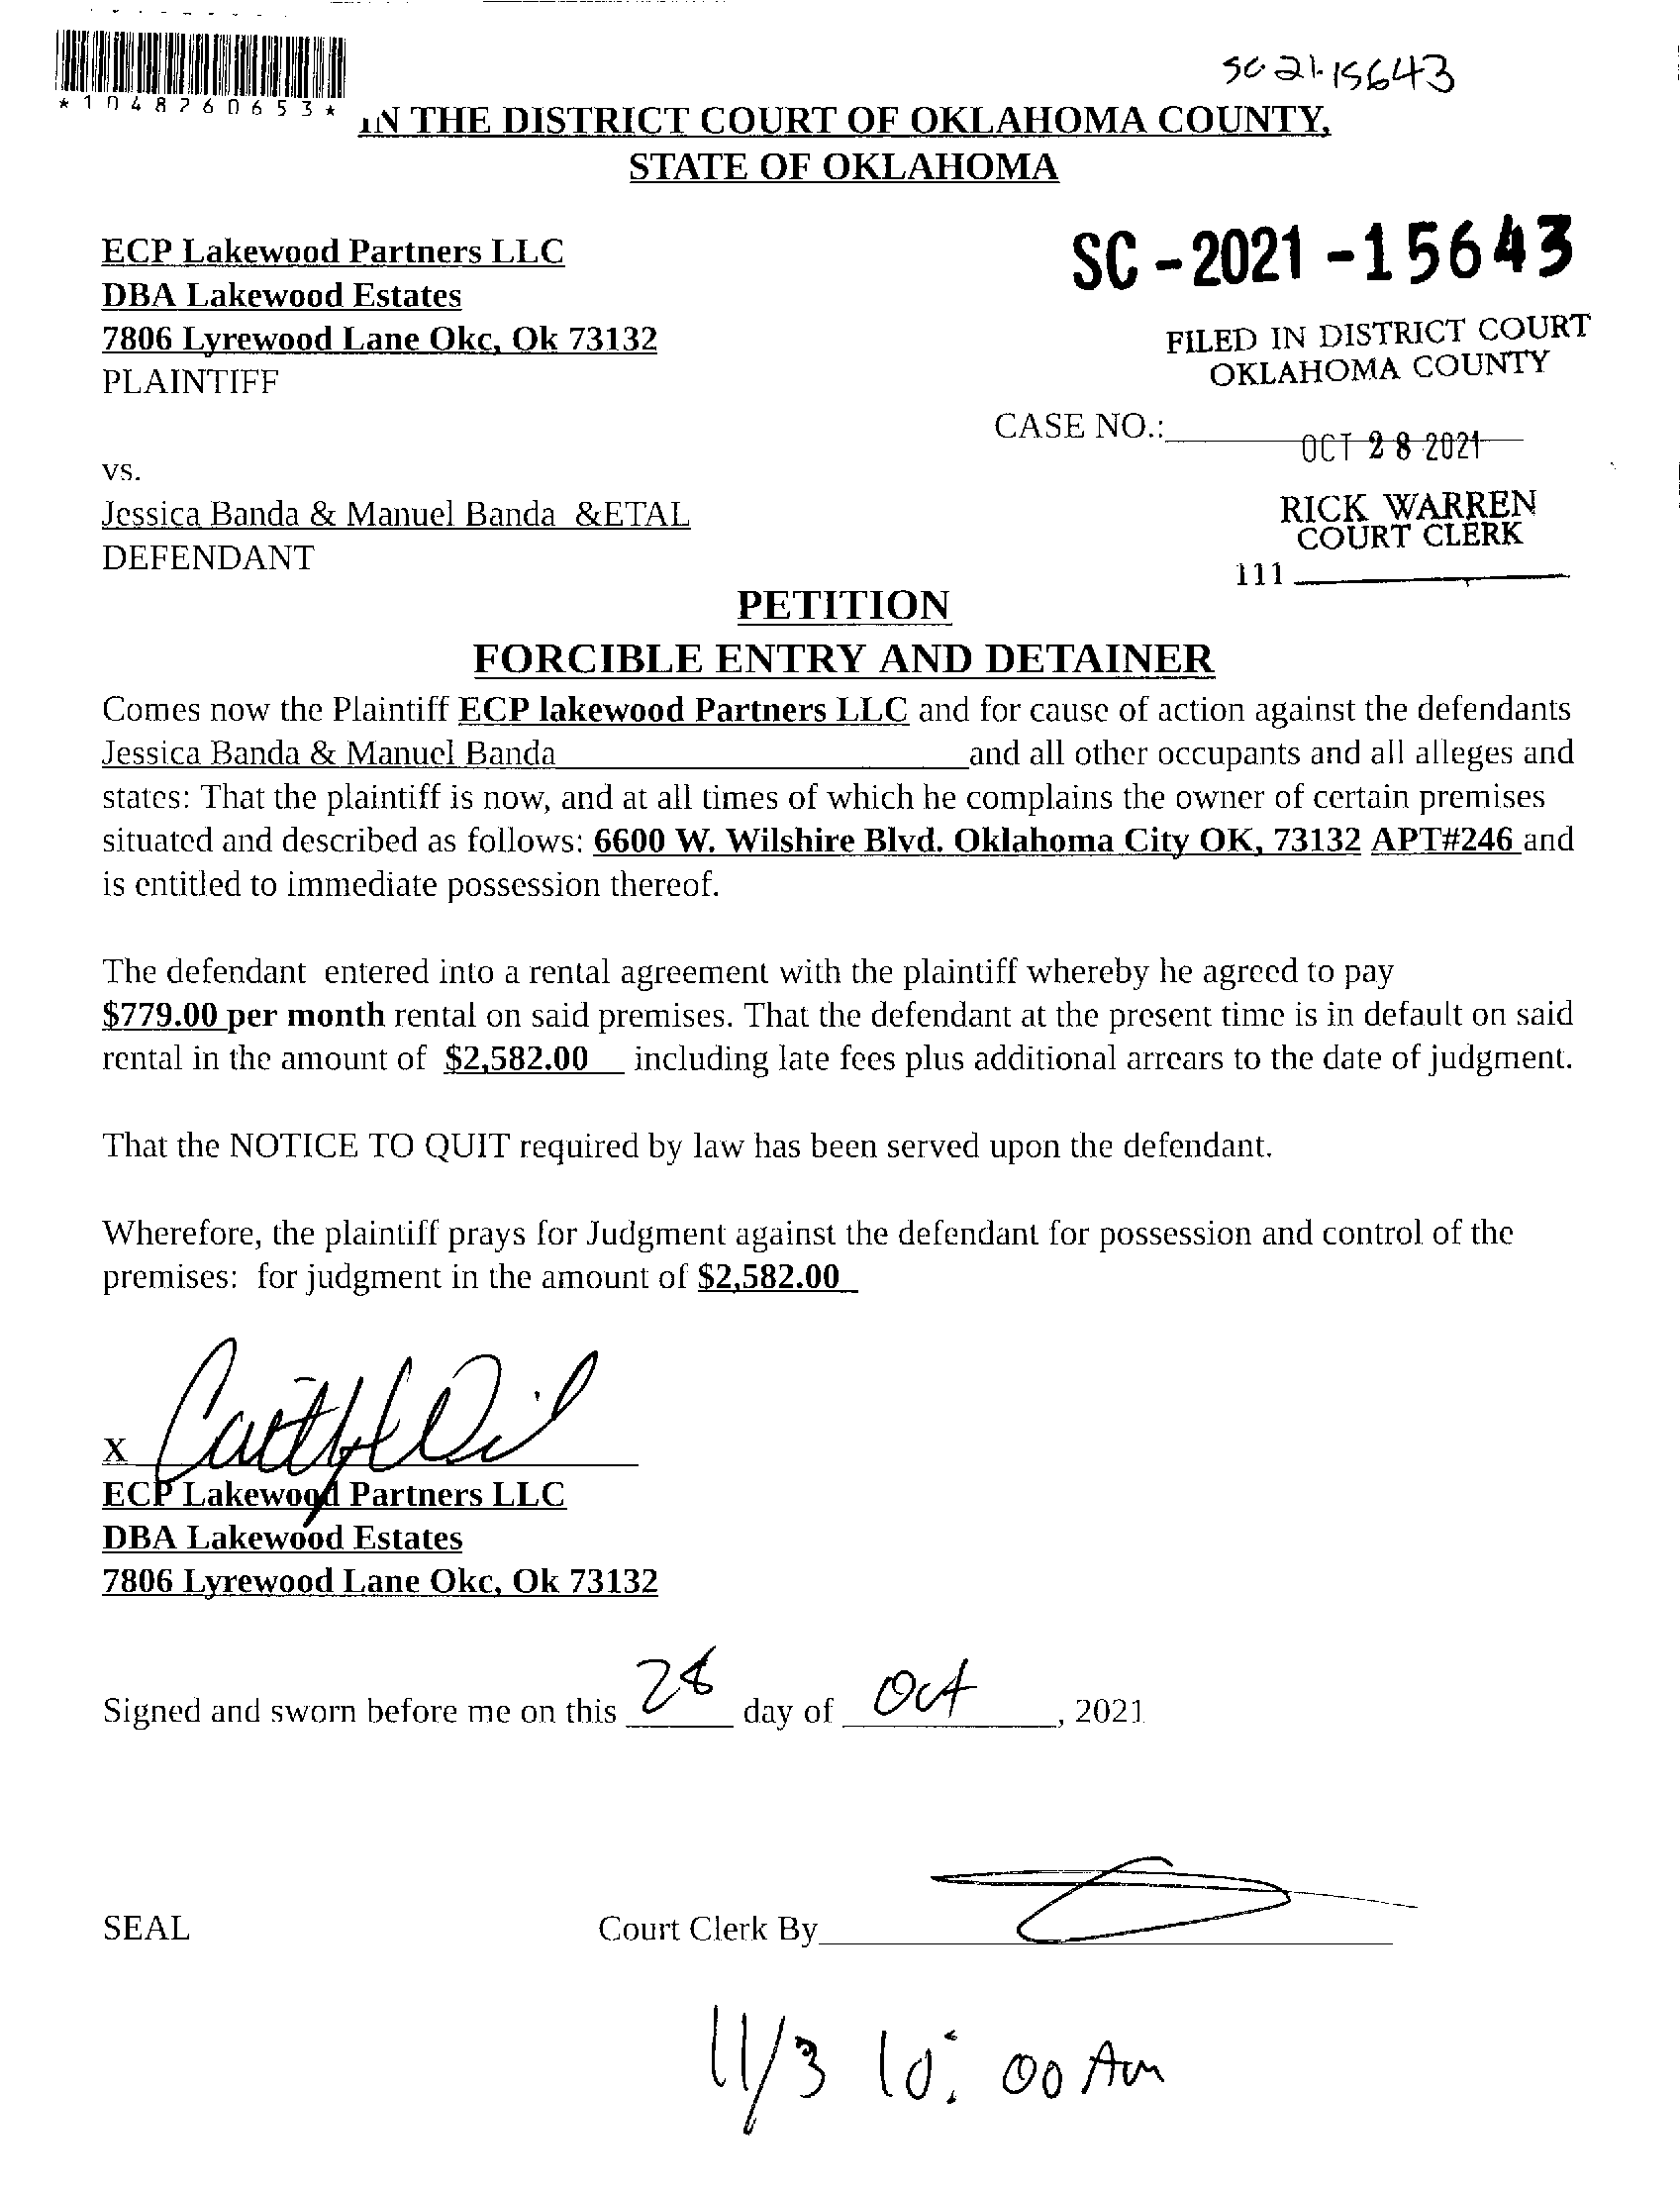 *1048760653*
SC 21-15643
IN THE DISTRICT COURT OF OKLAHOMA COUNTY,
STATE OF OKLAHOMA
SC-2021-15643
ECP Lakewood Partners LLC
DBA Lakewood Estates
7806 Lyrewood Lane Okc, Ok 73132
PLAINTIFF
FILED IN DISTRICT COURT
OKLAHOMA COUNTY
CASE NO.:
OCT 28 2021
vs.
Jessica Banda & Manuel Banda &ETAL
DEFENDANT
RICK WARREN
COURT CLERK
111
PETITION
FORCIBLE ENTRY AND DETAINER
Comes now the Plaintiff ECP lakewood Partners LLC and for cause of action against the defendants
Jessica Banda & Manuel Banda and all other occupants and all alleges and
states: That the plaintiff is now, and at all times of which he complains the owner of certain premises
situated and described as follows: 6600 W. Wilshire Blvd. Oklahoma City OK, 73132 APT#246 and
is entitled to immediate possession thereof.
The defendant entered into a rental agreement with the plaintiff whereby he agreed to pay
$779.00 per month rental on said premises. That the defendant at the present time is in default on said
rental in the amount of $2,582.00 including late fees plus additional arrears to the date of judgment.
That the NOTICE TO QUIT required by law has been served upon the defendant.
Wherefore, the plaintiff prays for Judgment against the defendant for possession and control of the
premises: for judgment in the amount of $2,582.00
X
ECP Lakewood Partners LLC
DBA Lakewood Estates
7806 Lyrewood Lane Okc, Ok 73132
Signed and sworn before me on this 28 day of Oct, 2021
SEAL
Court Clerk By
11/3 10:00 Am